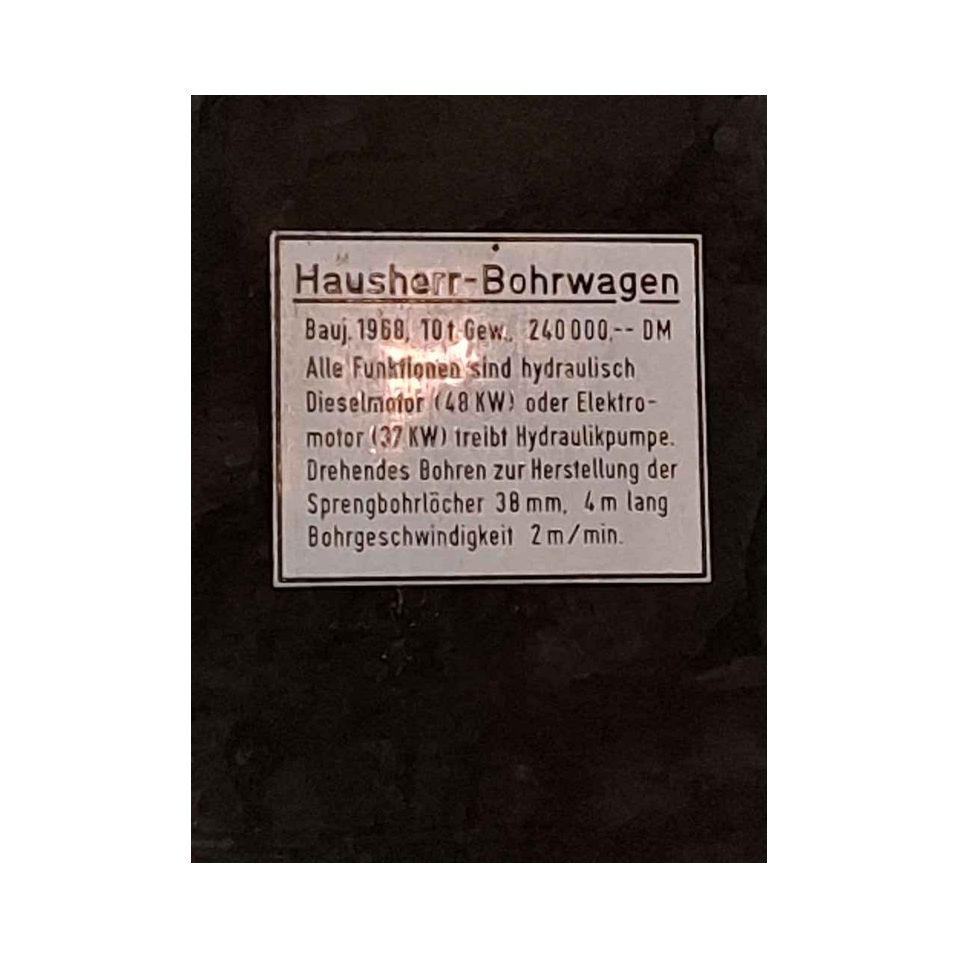 Hausherr-Bohrwagen
Bauj. 1968, 10 t Gew., 240 000,-- DM
Alle Funktionen sind hydraulisch
Dieselmotor (48 KW) oder Elektro-
motor (37 KW) treibt Hydraulikpumpe.
Drehendes Bohren zur Herstellung der
Sprengbohrlöcher 38 mm, 4 m lang
Bohrgeschwindigkeit 2 m/min.